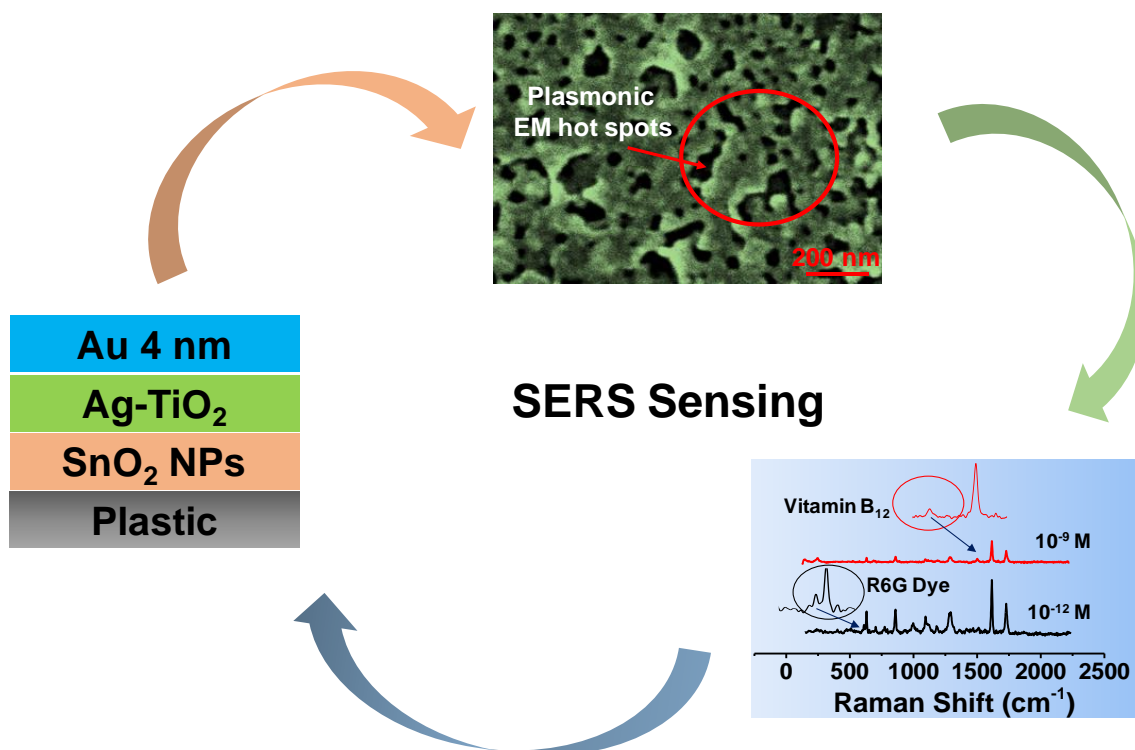 Plasmonic
EM hot spots
200 nm
Au 4 nm
Ag-TiO₂
SnO₂ NPs
Plastic
SERS Sensing
Vitamin B₁₂
10⁻⁹ M
R6G Dye
10⁻¹² M
0 500 1000 1500 2000 2500
Raman Shift (cm⁻¹)